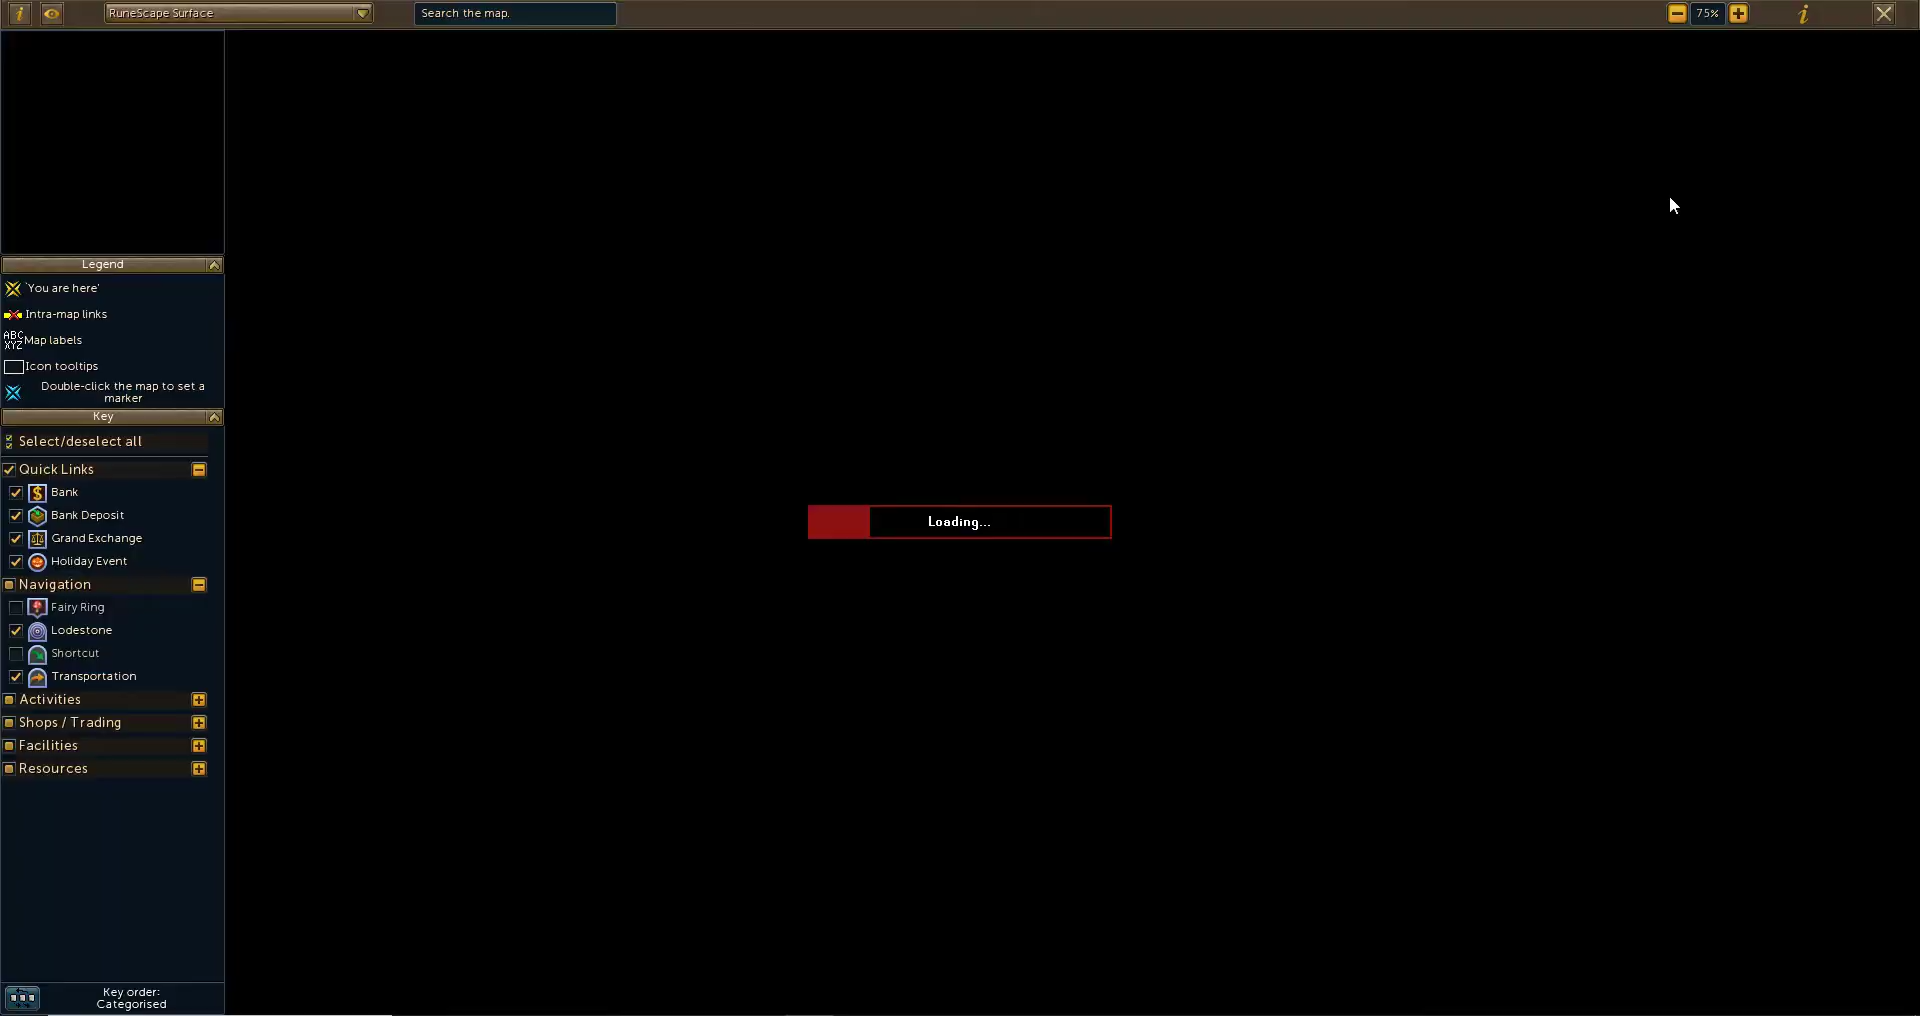 RuneScape Surface
Search the map.
75%
Legend
'You are here'
Intra-map links
ABC
XYZ
Map labels
Icon tooltips
Double-click the map to set a
marker
Key
Select/deselect all
Quick Links
Bank
Bank Deposit
Grand Exchange
Holiday Event
Navigation
Fairy Ring
Lodestone
Shortcut
Transportation
Activities
Shops / Trading
Facilities
Resources
Loading...
Key order:
Categorised